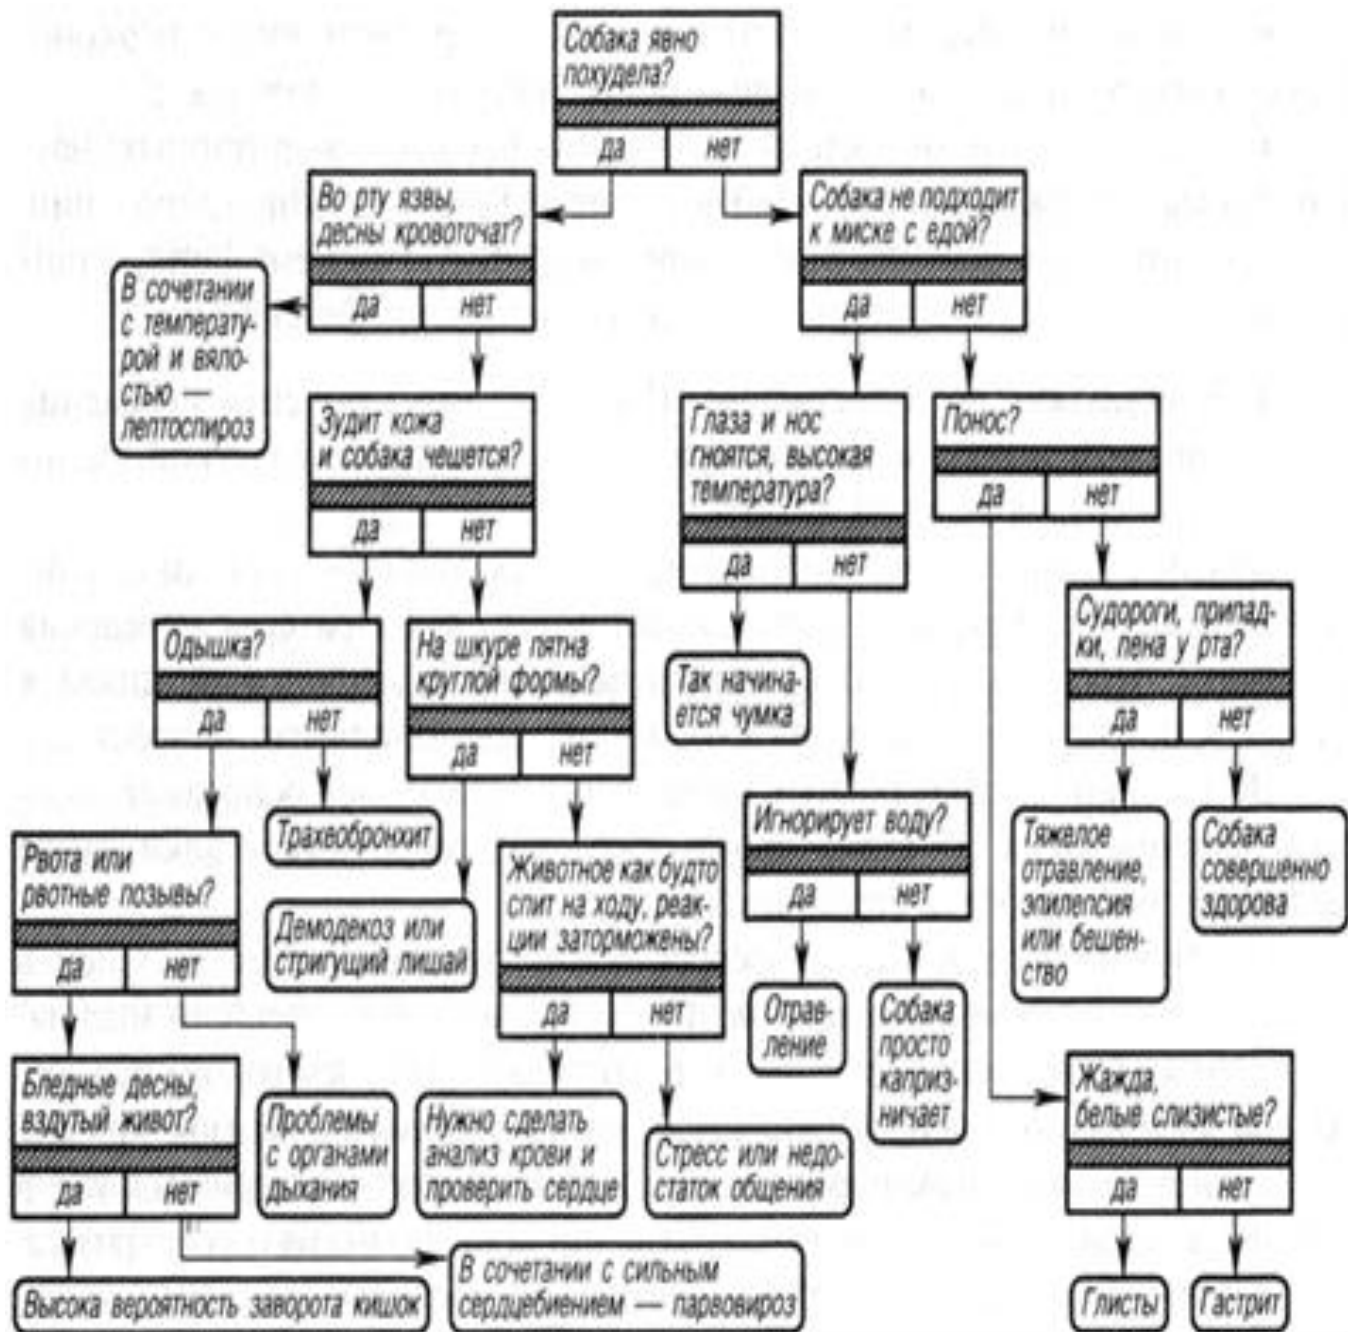 Собака явно
похудела?
да нет
Во рту язвы,
десны кровоточат?
да нет
Собака не подходит
к миске с едой?
да нет
В сочетании
с температу-
рой и вяло-
стью —
лептоспироз
Зудит кожа
и собака чешется?
да нет
Глаза и нос
гноятся, высокая
температура?
да нет
Понос?
да нет
Одышка?
да нет
На шкуре пятна
круглой формы?
да нет
Так начина-
ется чумка
Судороги, припад-
ки, пена у рта?
да нет
Трахеобронхит
Рвота или
рвотные позывы?
да нет
Демодекоз или
стригущий лишай
Животное как будто
спит на ходу, реак-
ции заторможены?
да нет
Игнорирует воду?
да нет
Тяжелое
отравление,
эпилепсия
или бешен-
ство
Собака
совершенно
здорова
Отрав-
ление
Собака
просто
каприз-
ничает
Бледные десны,
вздутый живот?
да нет
Проблемы
с органами
дыхания
Нужно сделать
анализ крови и
проверить сердце
Стресс или недо-
статок общения
Жажда,
белые слизистые?
да нет
Высока вероятность заворота кишок
В сочетании с сильным
сердцебиением — парвовироз
Глисты
Гастрит